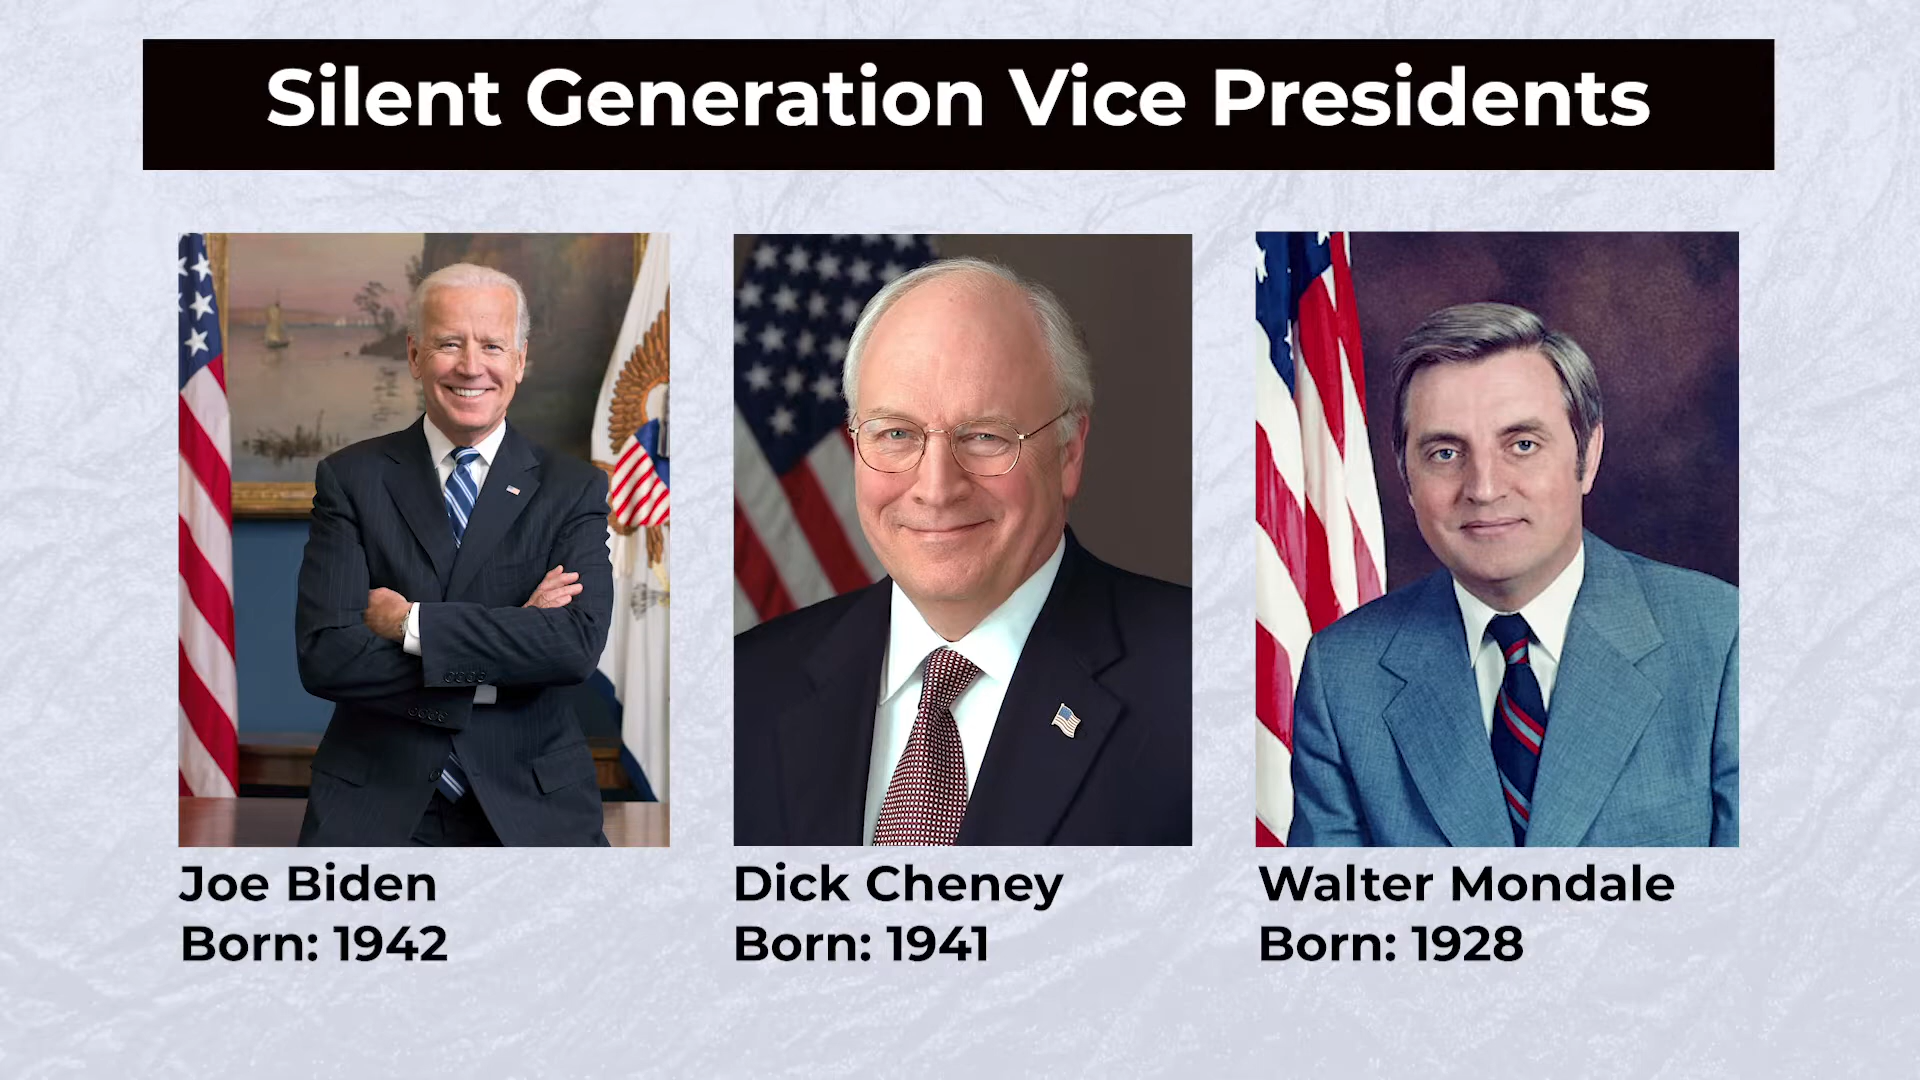 Silent Generation Vice Presidents
Joe Biden
Born: 1942
Dick Cheney
Born: 1941
Walter Mondale
Born: 1928